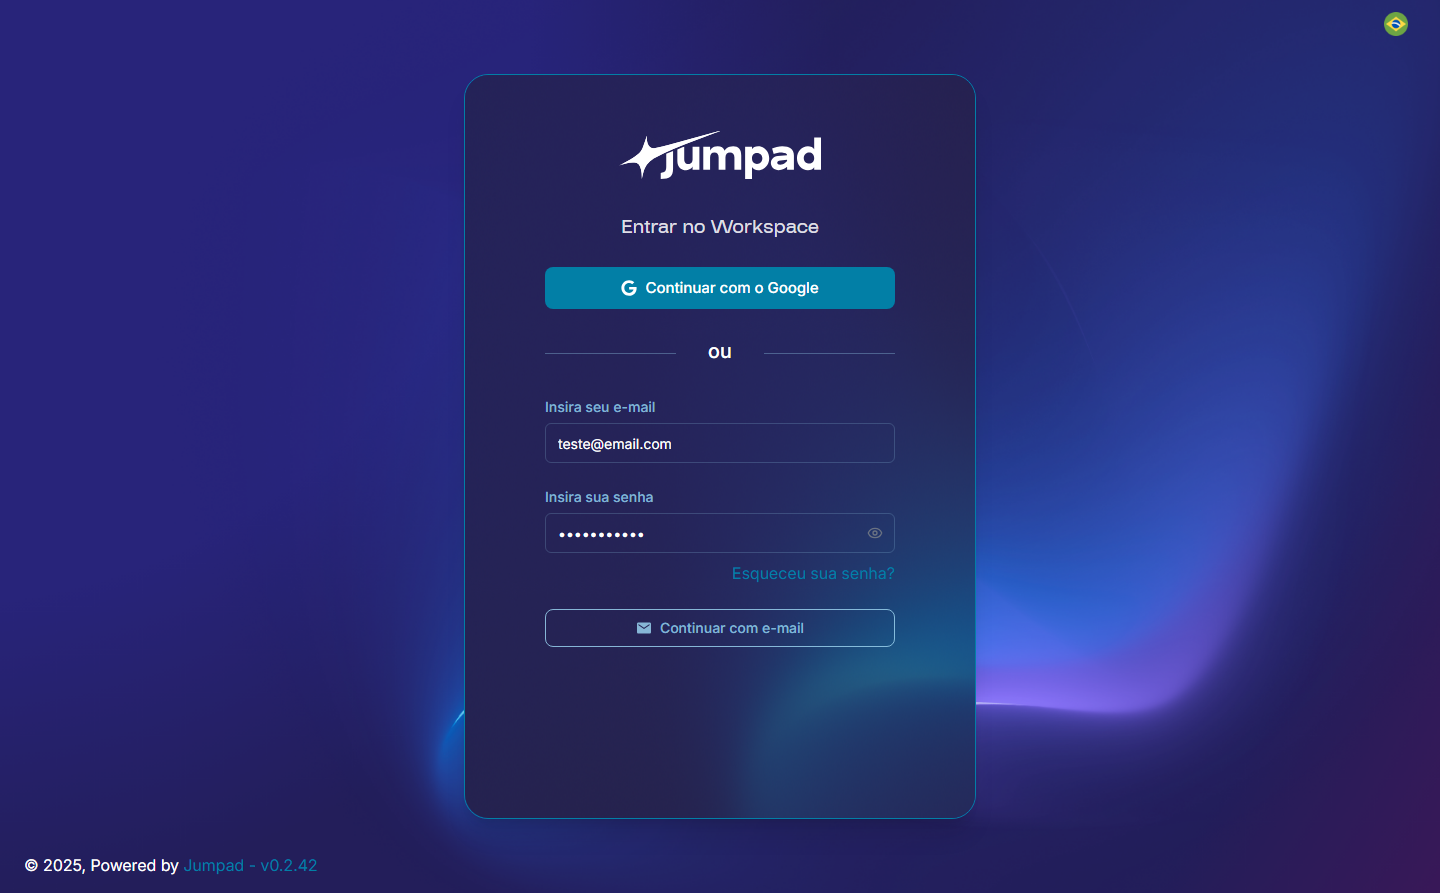 jumpad
Entrar no Workspace
Continuar com o Google
ou
Insira seu e-mail
teste@email.com
Insira sua senha
•••••••••••
Esqueceu sua senha?
Continuar com e-mail
© 2025, Powered by Jumpad - v0.2.42